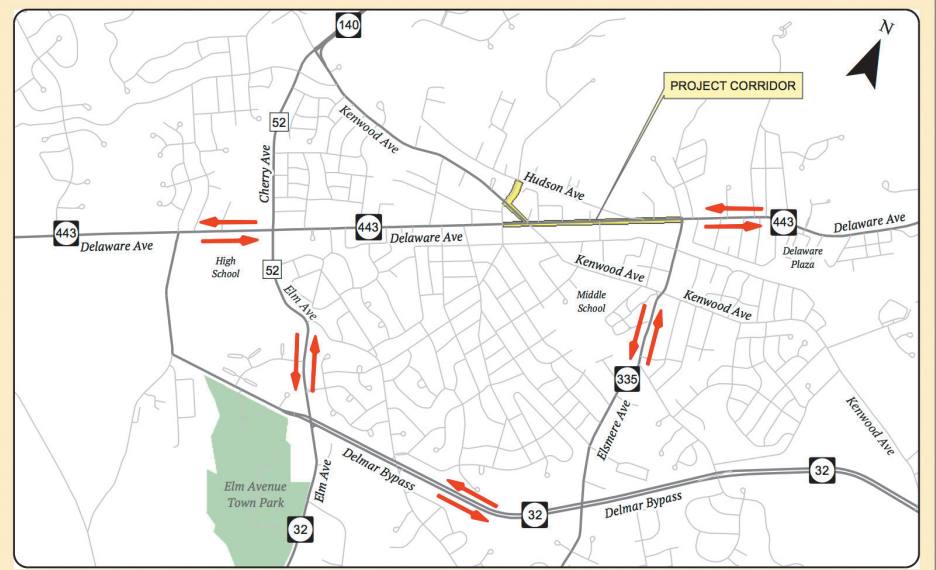 140
N
PROJECT CORRIDOR
52
Kenwood Ave
Cherry Ave
Hudson Ave
443
Delaware Ave
443
Delaware Ave
443
Delaware Ave
High
School
52
Delaware
Plaza
Kenwood Ave
Elm Ave
Middle
School
Kenwood Ave
335
Kenwood Ave
Elsmere Ave
Delmar Bypass
Elm Ave
Elm Avenue
Town Park
32
32
Delmar Bypass
32